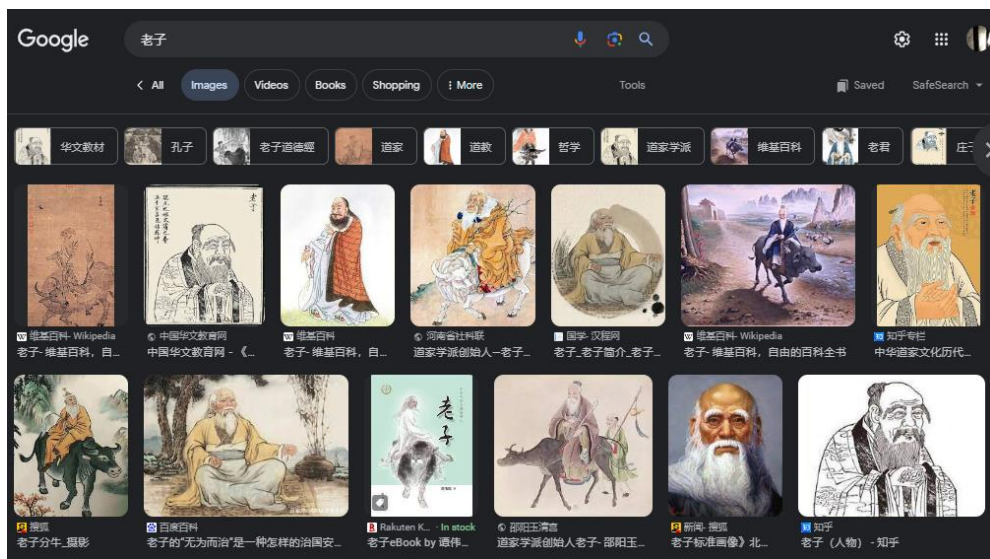 Google
老子
All
Images
Videos
Books
Shopping
More
Tools
Saved
SafeSearch
华文教材
孔子
老子道德經
道家
道教
哲学
道家学派
维基百科
老君
庄子
老子
维基百科- Wikipedia
中国华文教育网
维基百科
河南省社科联
国学- 汉程网
维基百科- Wikipedia
知乎专栏
老子- 维基百科，自...
中国华文教育网 - 《...
老子- 维基百科，自...
道家学派创始人--老子...
老子_老子简介_老子...
老子- 维基百科，自由的百科全书
中华道家文化历代...
老子
搜狐
百度百科
Rakuten K... · In stock
邵阳玉清宫
新闻- 搜狐
知乎
老子分牛_摄影
老子的“无为而治”是一种怎样的治国安...
老子eBook by 谭伟...
道家学派创始人老子- 邵阳玉...
老子标准画像》北...
老子（人物） - 知乎